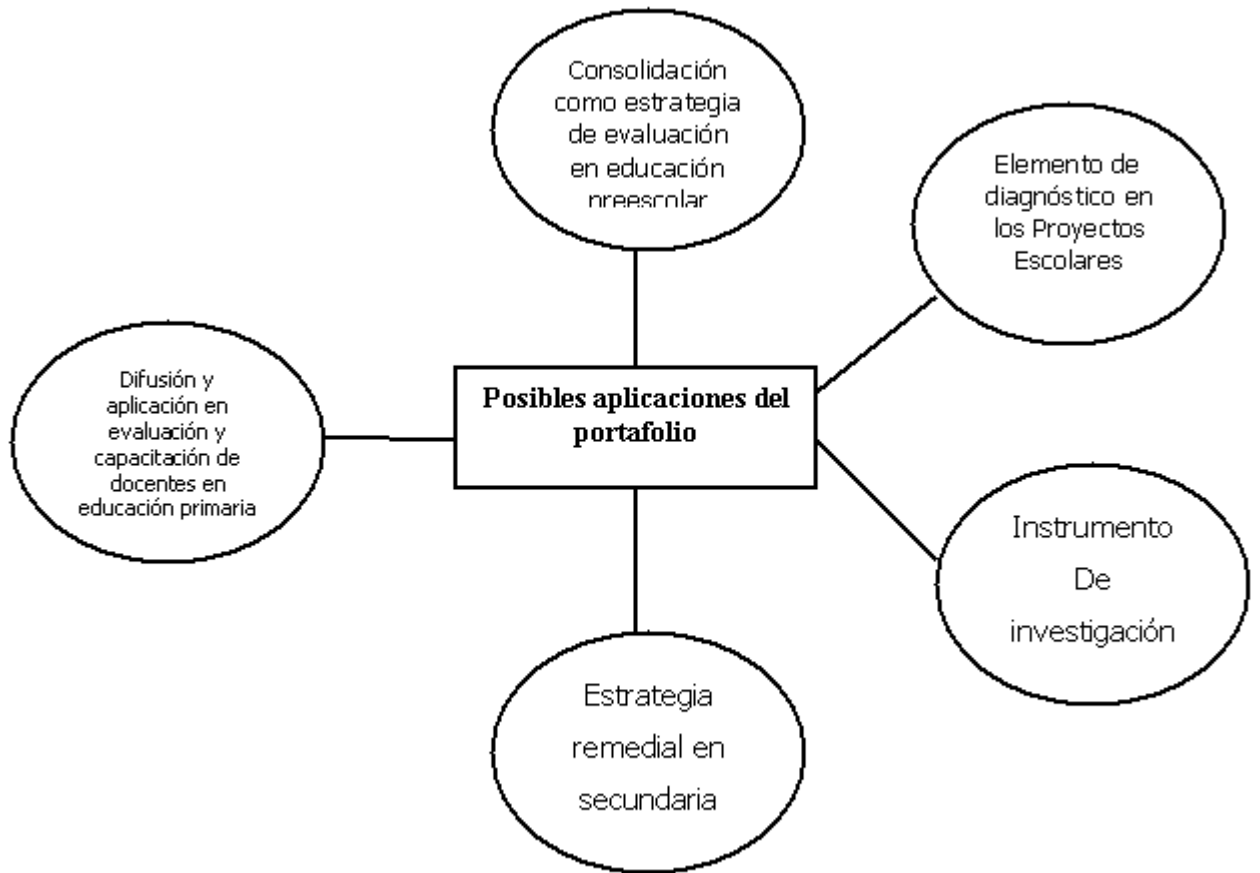 Consolidación
como estrategia
de evaluación
en educación
preescolar
Elemento de
diagnóstico en
los Proyectos
Escolares
Difusión y
aplicación en
evaluación y
capacitación de
docentes en
educación primaria
Posibles aplicaciones del
portafolio
Instrumento
De
investigación
Estrategia
remedial en
secundaria